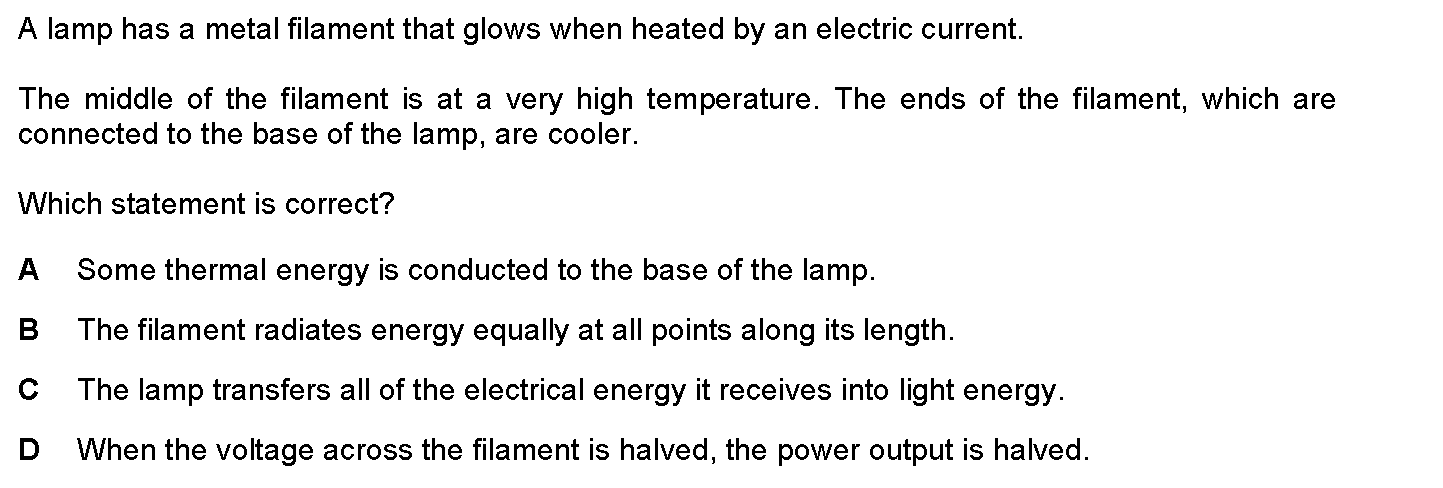 A lamp has a metal filament that glows when heated by an electric current.
The middle of the filament is at a very high temperature. The ends of the filament, which are
connected to the base of the lamp, are cooler.
Which statement is correct?
A Some thermal energy is conducted to the base of the lamp.
B The filament radiates energy equally at all points along its length.
C The lamp transfers all of the electrical energy it receives into light energy.
D When the voltage across the filament is halved, the power output is halved.